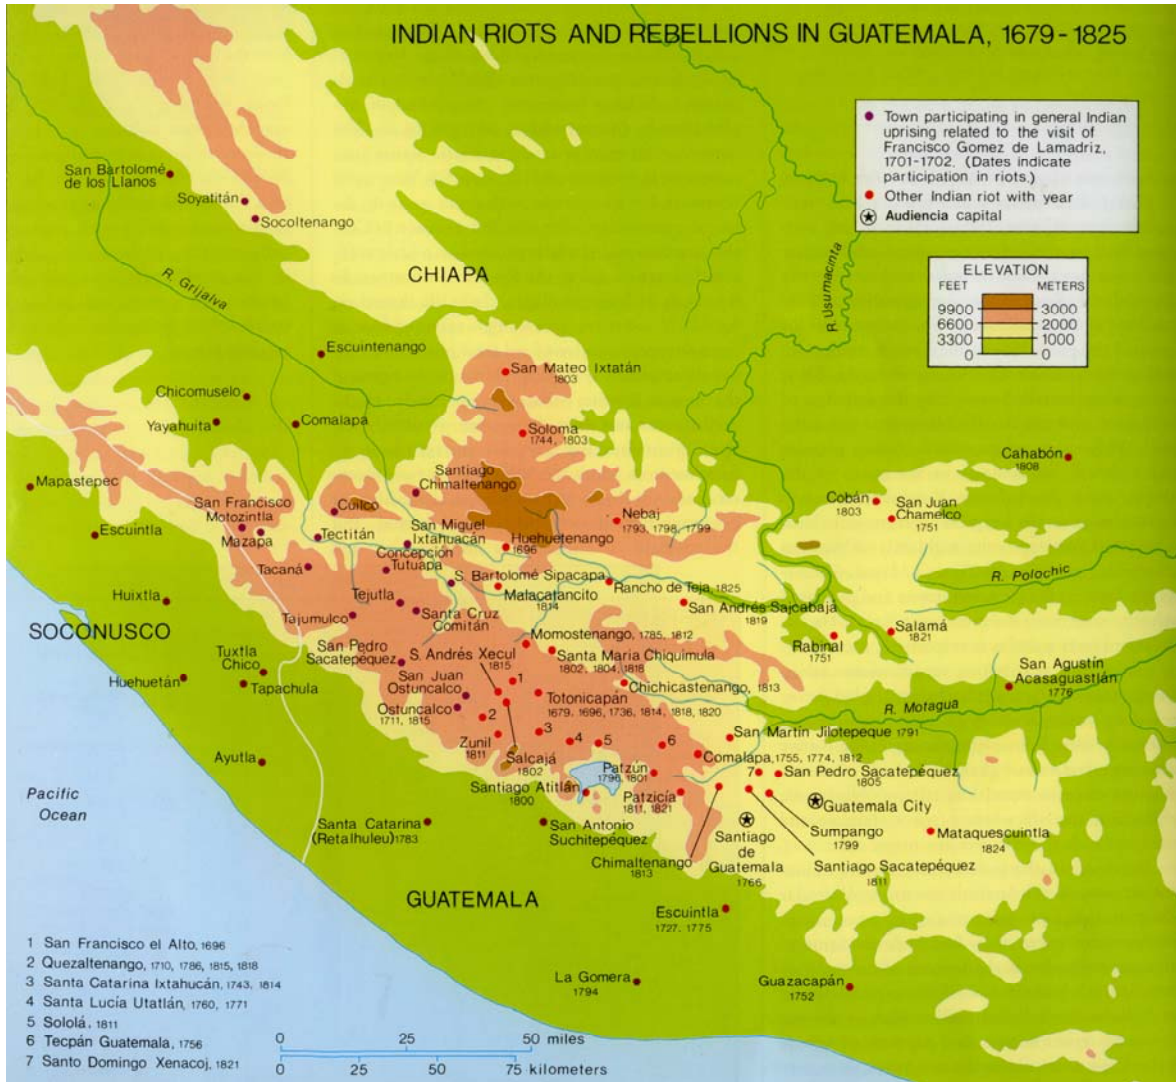 INDIAN RIOTS AND REBELLIONS IN GUATEMALA, 1679-1825
Town participating in general Indian
uprising related to the visit of
Francisco Gomez de Lamadriz,
1701-1702. (Dates indicate
participation in riots.)
Other Indian riot with year
Audiencia capital
ELEVATION
FEET METERS
9900 3000
6600 2000
3300 1000
0 0
San Bartolomé
de los Llanos
Soyatitán
Socoltenango
CHIAPA
R. Grijalva
R. Usumacinta
Escuintenango
San Mateo Ixtatán
1803
Chicomuselo
Yayahuita
Comalapa
Soloma
1744, 1803
Cahabón
1808
Mapastepec
Santiago
Chimaltenango
San Francisco
Motozintla
Cuilco
Mazapa
Tectitán
San Miguel
Ixtahuacán
Nebaj
1793, 1798, 1799
Cobán
1803
San Juan
Chamelco
1751
Escuintla
Huehuetenango
1696
Concepción
Tutuapa
Tacaná
S. Bartolomé Sipacapa
Malacatancito
1814
Rancho de Teja 1825
R. Polochic
Huixtla
Tejutla
Tajumulco
Santa Cruz
Comitán
San Andrés Sajcabajá
1819
SOCONUSCO
Rabinal
1751
Salamá
1821
San Pedro
Sacatepéquez
Momostenango, 1785, 1812
S. Andrés Xecul
1815
Santa Maria Chiquimula
1802, 1804, 1818
Tuxtla
Chico
Huehuetán
Tapachula
San Juan
Ostuncalco
1
Chichicastenango, 1813
San Agustín
Acasaguastlán
1776
Totonicapán
1679, 1696, 1736, 1814, 1818, 1820
R. Motagua
Ostuncalco
1711, 1815
2
3
4
5
6
San Martín Jilotepeque 1791
Zunil
1811
Salcajá
1802
Comalapa, 1755, 1774, 1812
Ayutla
Patzún
1796, 1801
7
San Pedro Sacatepéquez
1805
Santiago Atitlán
1800
Patzicía
1811, 1821
Guatemala City
Pacific
Ocean
Santa Catarina
(Retalhuleu) 1783
San Antonio
Suchitepéquez
Santiago
de
Guatemala
1766
Sumpango
1799
Mataquescuintla
1824
Chimaltenango
1813
Santiago Sacatepéquez
1811
GUATEMALA
Escuintla
1727, 1775
La Gomera
1794
Guazacapán
1752
1 San Francisco el Alto, 1696
2 Quezaltenango, 1710, 1786, 1815, 1818
3 Santa Catarina Ixtahucán, 1743, 1814
4 Santa Lucía Utatlán, 1760, 1771
5 Sololá, 1811
6 Tecpán Guatemala, 1756
7 Santo Domingo Xenacoj, 1821
0 25 50 miles
0 25 50 75 kilometers